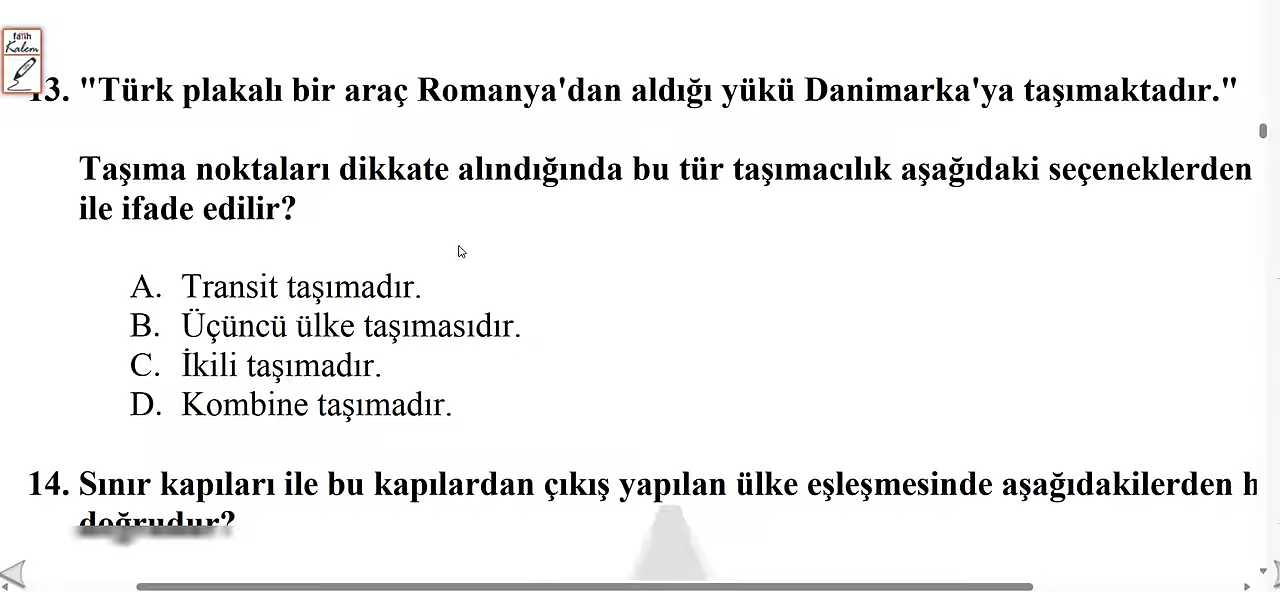 fatih
Kalem
13. "Türk plakalı bir araç Romanya'dan aldığı yükü Danimarka'ya taşımaktadır."
Taşıma noktaları dikkate alındığında bu tür taşımacılık aşağıdaki seçeneklerden
ile ifade edilir?
A. Transit taşımadır.
B. Üçüncü ülke taşımasıdır.
C. İkili taşımadır.
D. Kombine taşımadır.
14. Sınır kapıları ile bu kapılardan çıkış yapılan ülke eşleşmesinde aşağıdakilerden
doğrudur?